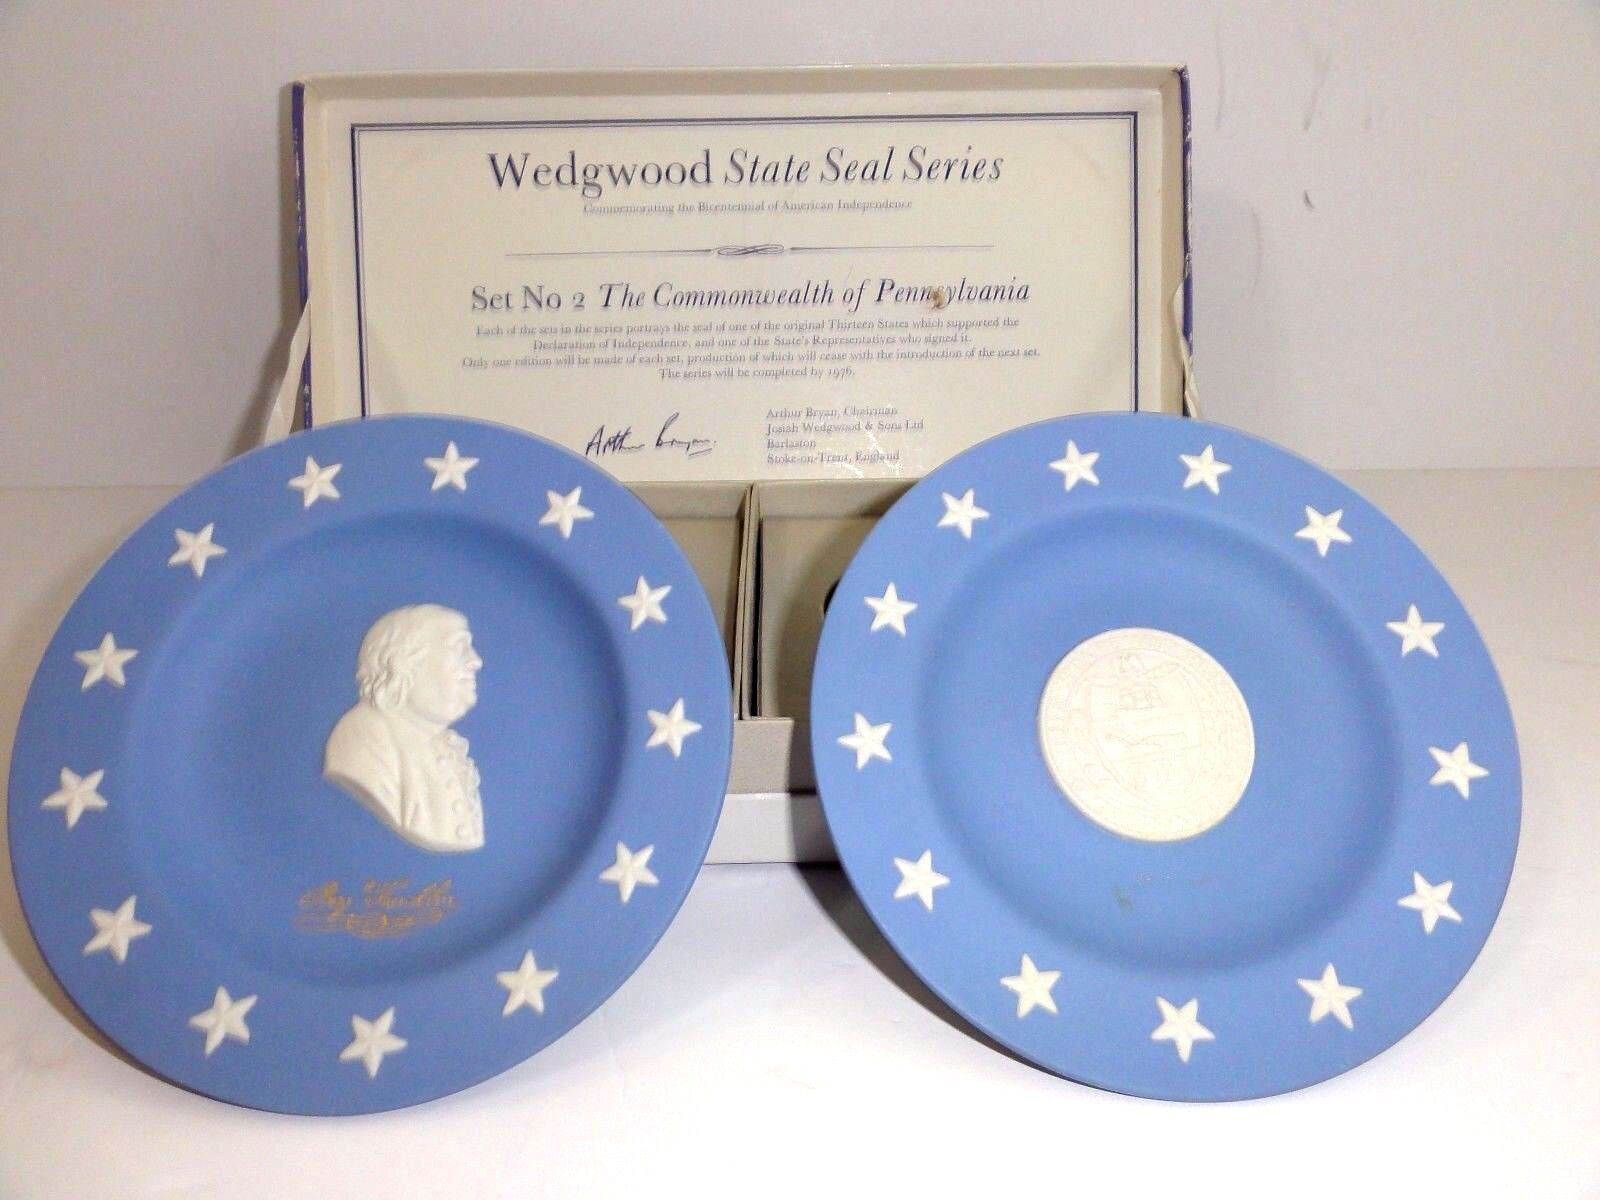 Wedgwood State Seal Series
Commemorating the Bicentennial of American Independence
Set No 2 The Commonwealth of Pennsylvania
Each of the sets in the series portrays the seal of one of the original Thirteen States which supported the
Declaration of Independence, and one of the State's Representatives who signed it.
Only one edition will be made of each set, production of which will cease with the introduction of the next set.
The series will be completed by 1976.
Arthur Bryan.
Arthur Bryan, Chairman
Josiah Wedgwood & Sons Ltd
Barlaston
Stoke-on-Trent, England
Benj Franklin